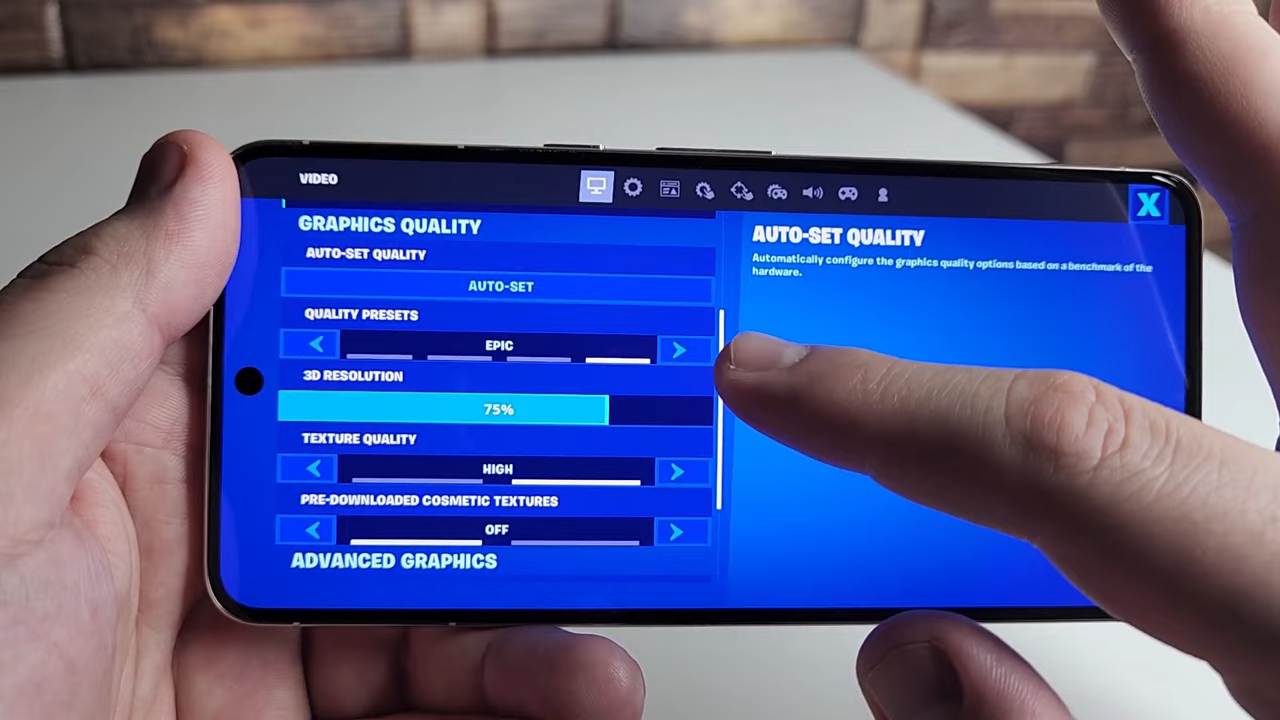 VIDEO
X
GRAPHICS QUALITY
AUTO-SET QUALITY
AUTO-SET
QUALITY PRESETS
EPIC
3D RESOLUTION
75%
TEXTURE QUALITY
HIGH
PRE-DOWNLOADED COSMETIC TEXTURES
OFF
ADVANCED GRAPHICS
AUTO-SET QUALITY
Automatically configure the graphics quality options based on a benchmark of the
hardware.